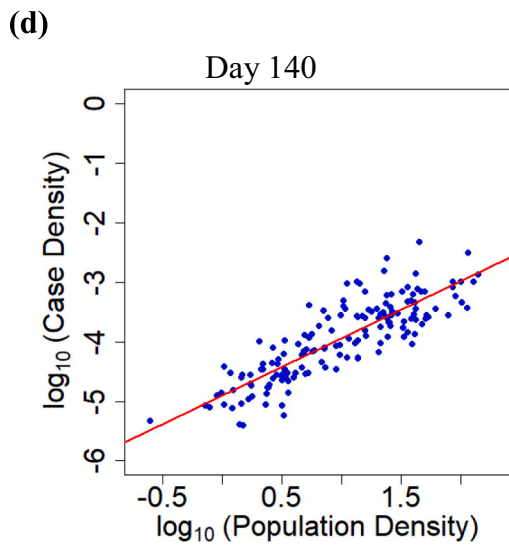 (d)
Day 140
log₁₀ (Case Density)
0
-1
-2
-3
-4
-5
-6
-0.5 0.5 1.5
log₁₀ (Population Density)